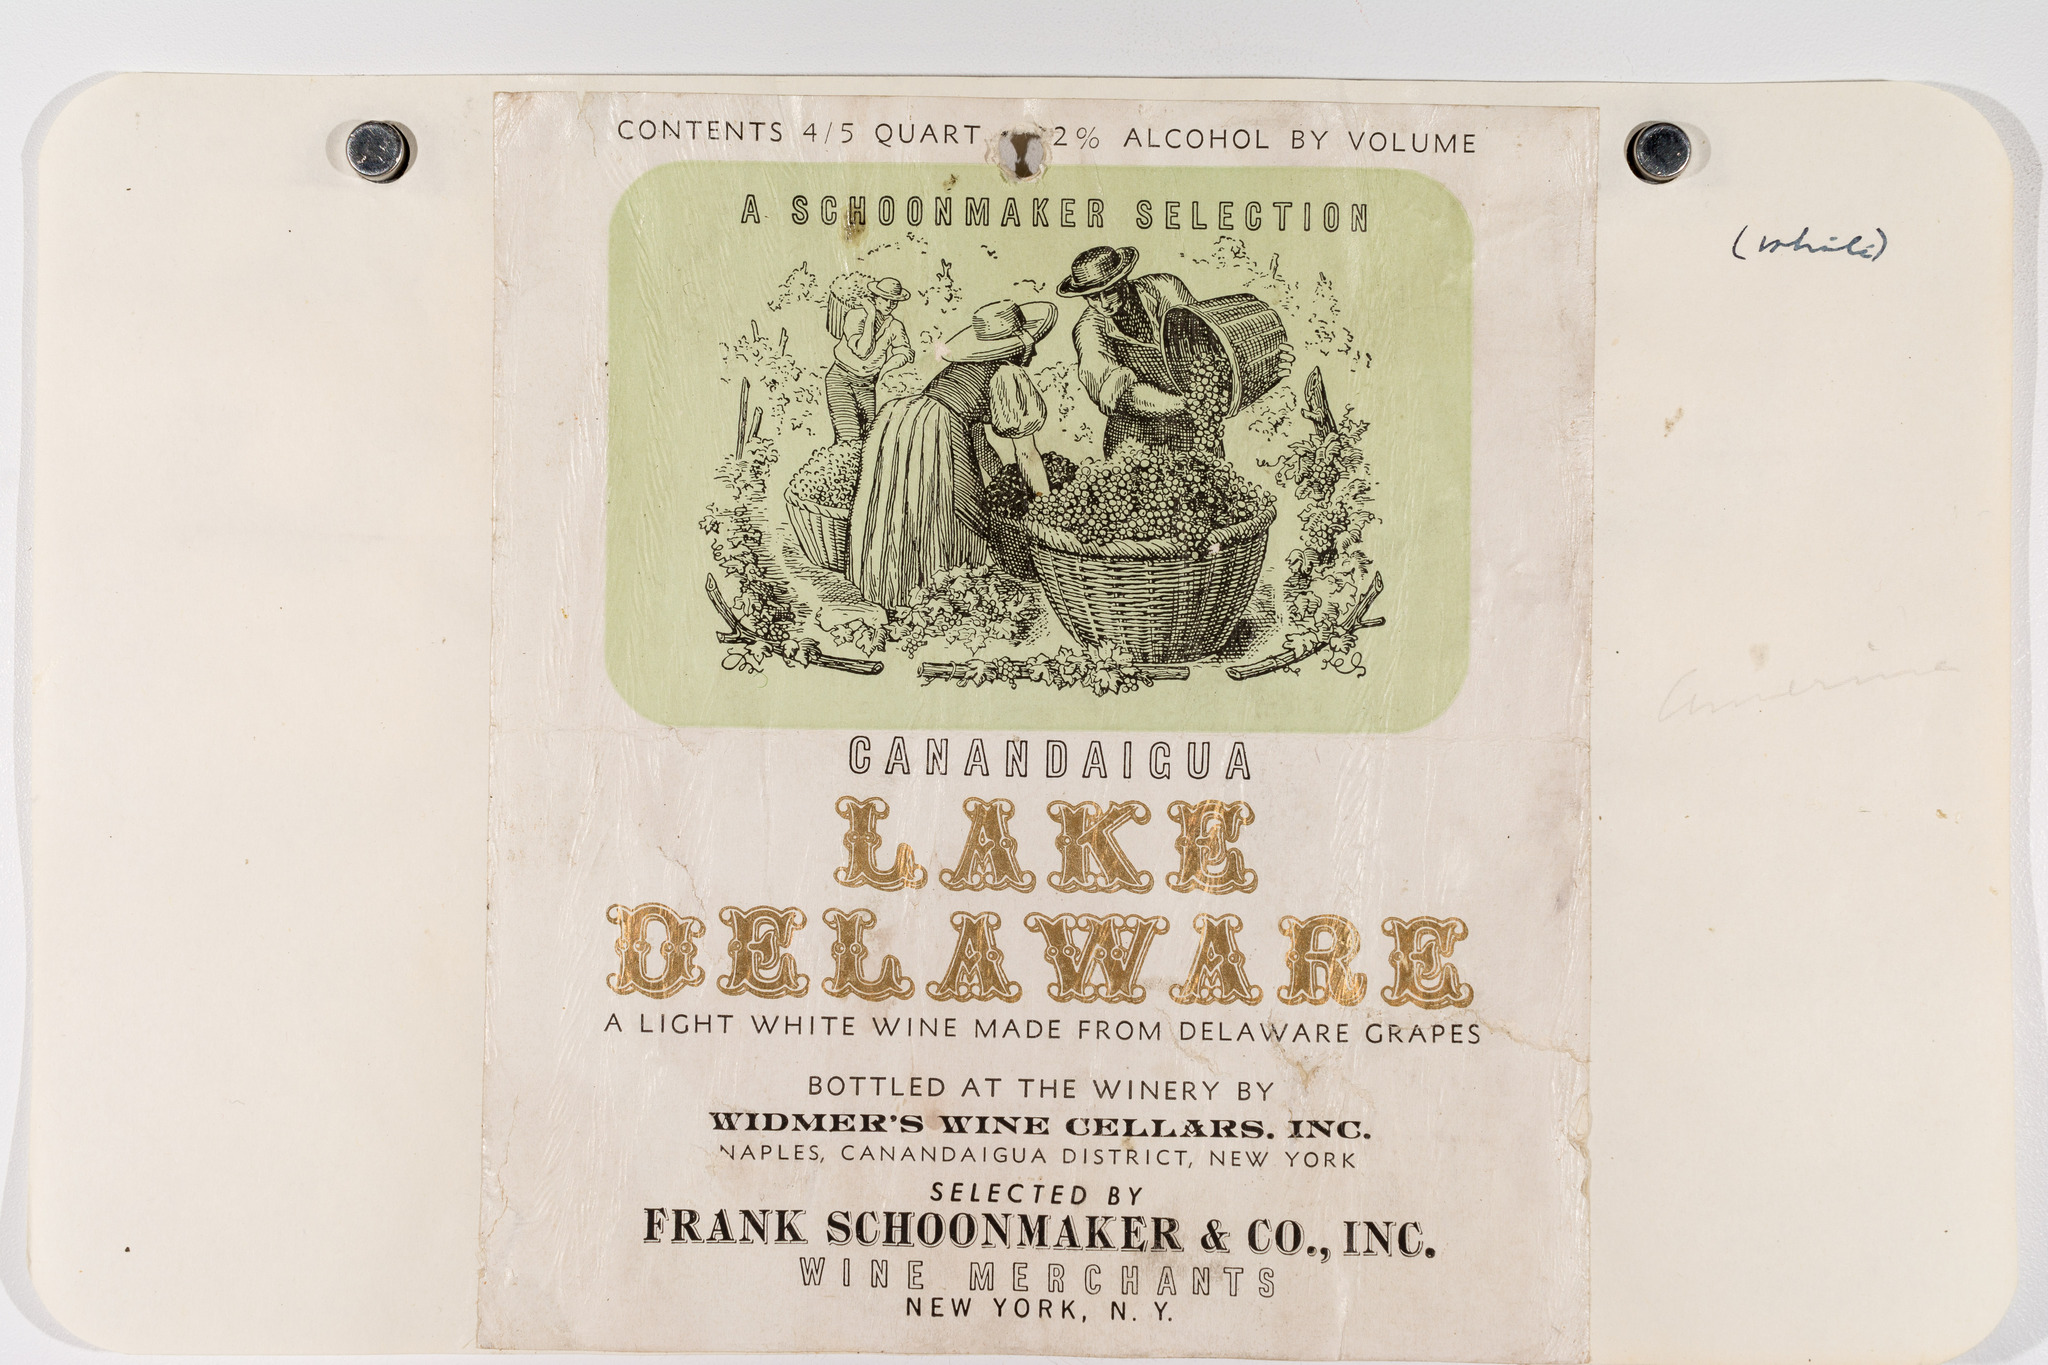 CONTENTS 4/5 QUART 2% ALCOHOL BY VOLUME
A SCHOONMAKER SELECTION
(white)
Amerine
CANANDAIGUA
LAKE
DELAWARE
A LIGHT WHITE WINE MADE FROM DELAWARE GRAPES
BOTTLED AT THE WINERY BY
WIDMER'S WINE CELLARS. INC.
NAPLES, CANANDAIGUA DISTRICT, NEW YORK
SELECTED BY
FRANK SCHOONMAKER & CO., INC.
WINE MERCHANTS
NEW YORK, N. Y.